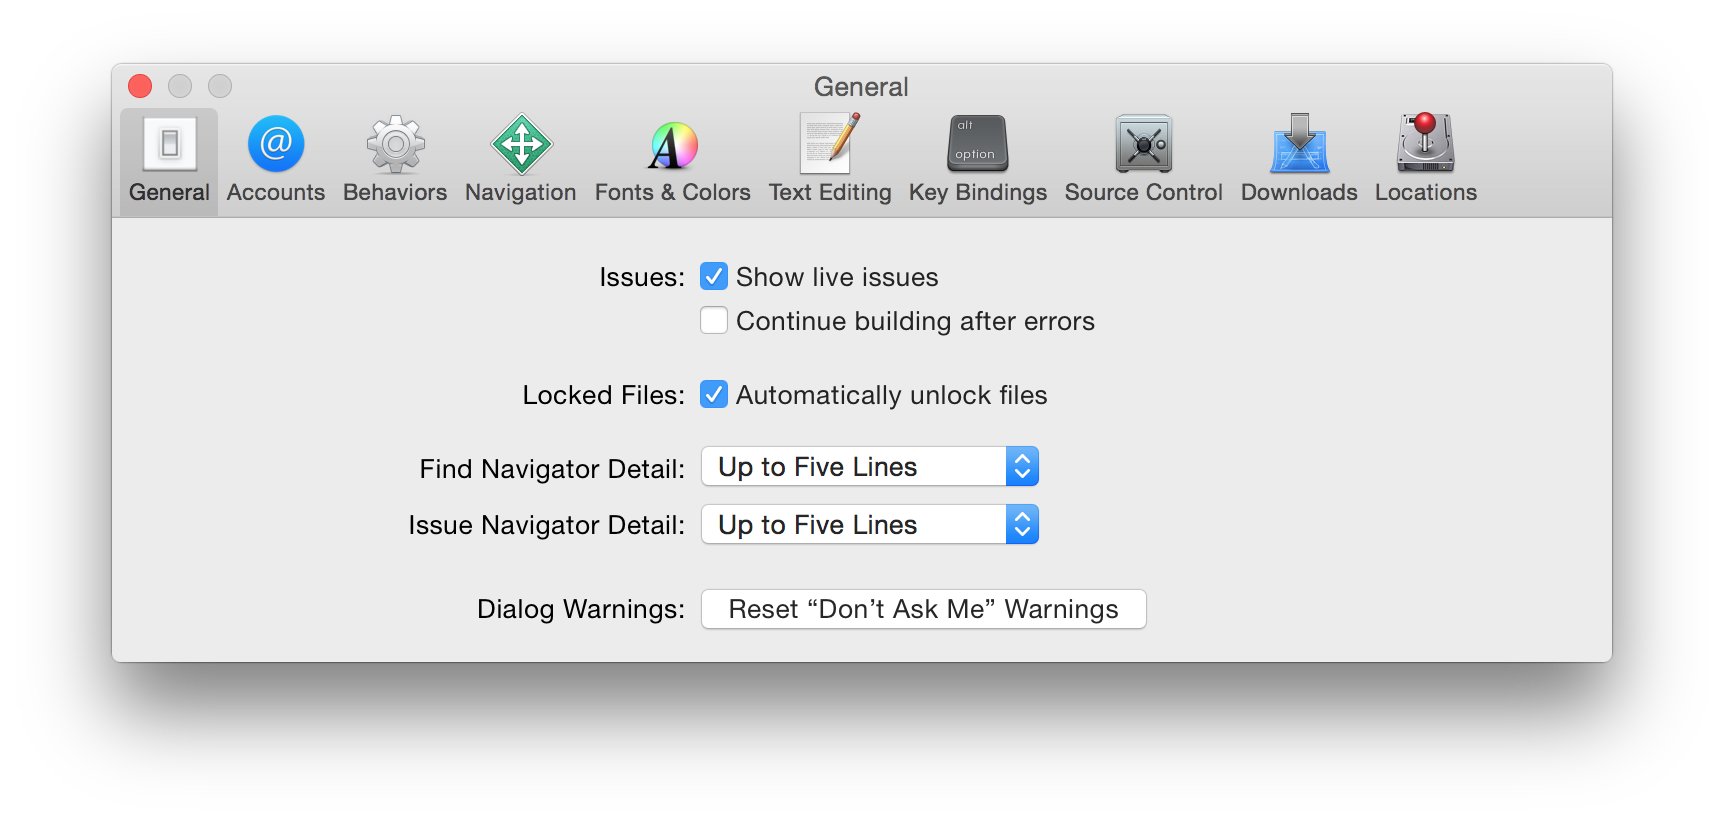 General
alt
option
General Accounts Behaviors Navigation Fonts & Colors Text Editing Key Bindings Source Control Downloads Locations
Issues: Show live issues
Continue building after errors
Locked Files: Automatically unlock files
Find Navigator Detail: Up to Five Lines
Issue Navigator Detail: Up to Five Lines
Dialog Warnings: Reset “Don’t Ask Me” Warnings